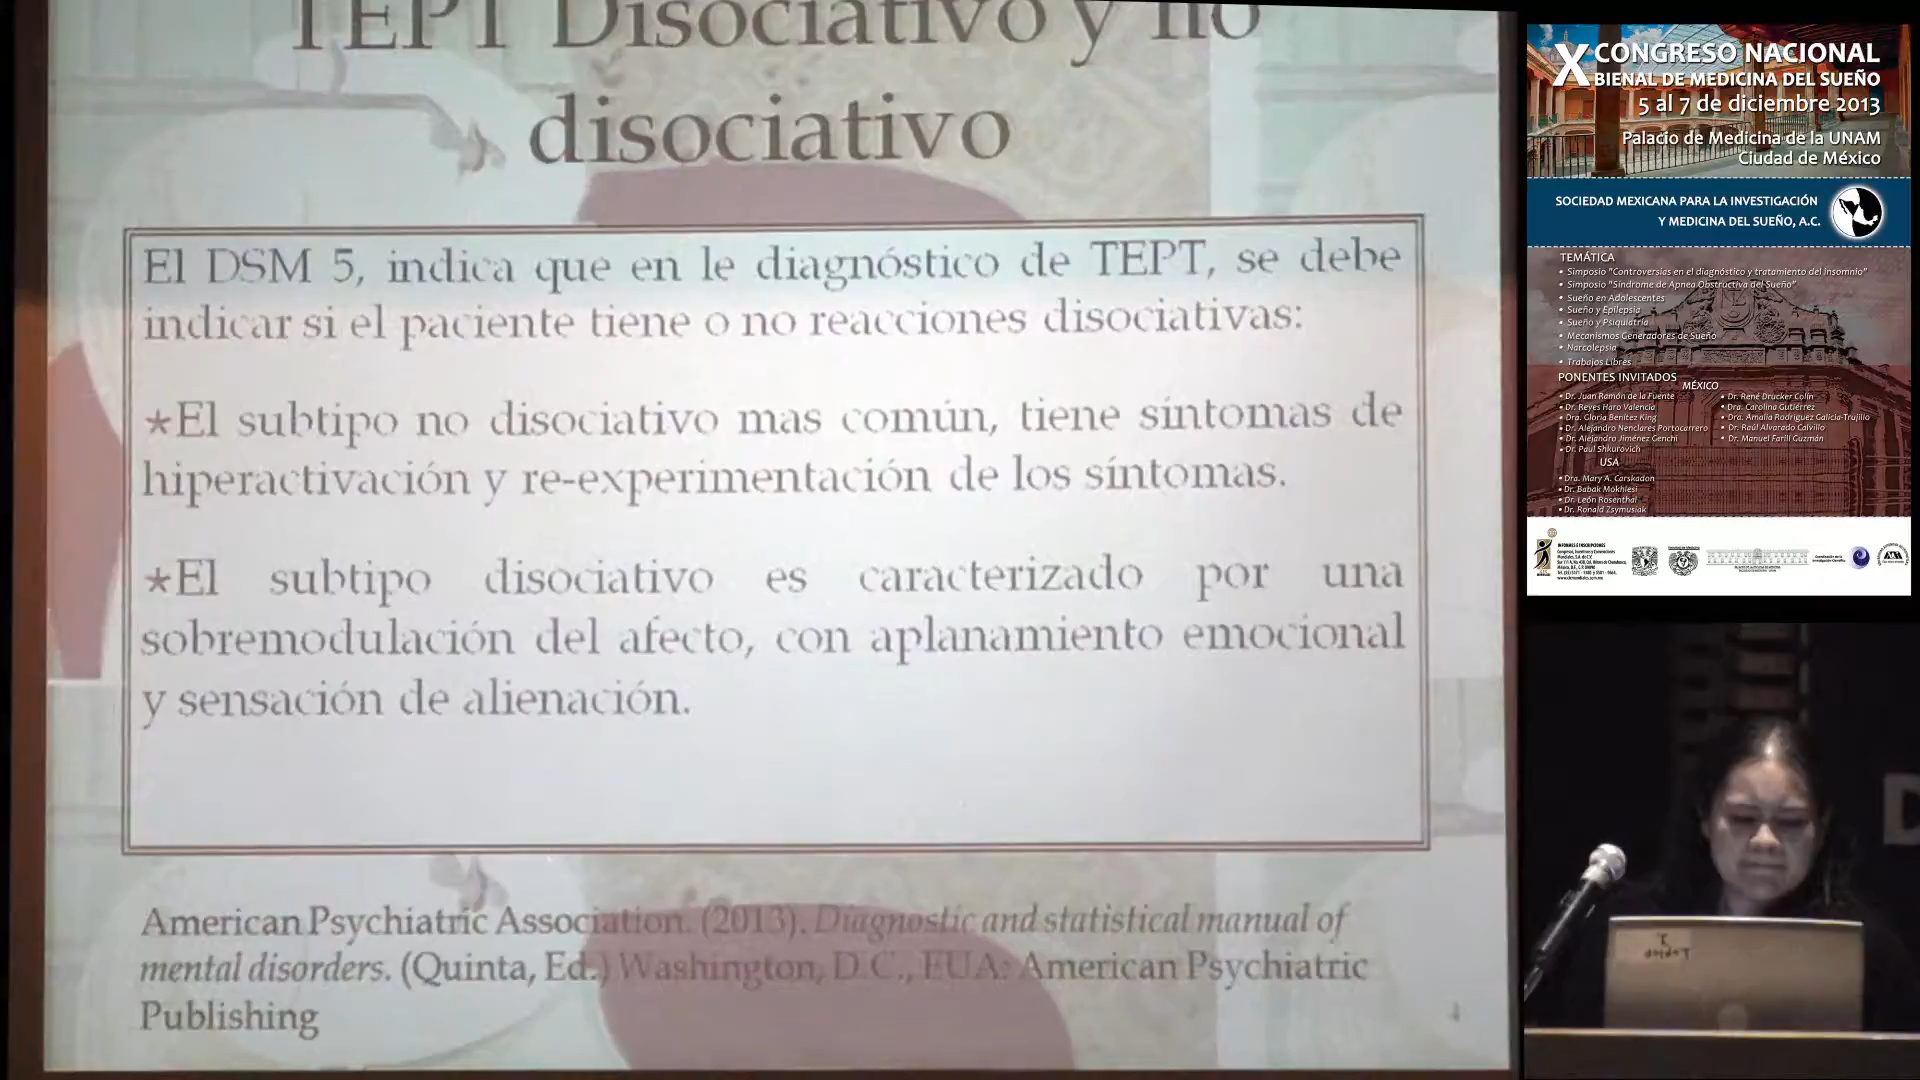 TEPT Disociativo y no
disociativo
El DSM 5, indica que en le diagnóstico de TEPT, se debe
indicar si el paciente tiene o no reacciones disociativas:
*El subtipo no disociativo mas común, tiene síntomas de
hiperactivación y re-experimentación de los síntomas.
*El subtipo disociativo es caracterizado por una
sobremodulación del afecto, con aplanamiento emocional
y sensación de alienación.
American Psychiatric Association. (2013). Diagnostic and statistical manual of
mental disorders. (Quinta, Ed.) Washington, D.C., EUA: American Psychiatric
Publishing
4
X CONGRESO NACIONAL
BIENAL DE MEDICINA DEL SUEÑO
5 al 7 de diciembre 2013
Palacio de Medicina de la UNAM
Ciudad de México
SOCIEDAD MEXICANA PARA LA INVESTIGACIÓN
Y MEDICINA DEL SUEÑO, A.C.
TEMÁTICA
• Simposio "Controversias en el diagnóstico y tratamiento del Insomnio"
• Simposio "Síndrome de Apnea Obstructiva del Sueño"
• Sueño en Adolescentes
• Sueño y Epilepsia
• Sueño y Psiquiatría
• Mecanismos Generadores de Sueño
• Narcolepsia
• Trabajos Libres
PONENTES INVITADOS
MÉXICO
• Dr. Juan Ramón de la Fuente
• Dr. Reyes Haro Valencia
• Dra. Gloria Benítez King
• Dr. Alejandro Nenclares Portocarrero
• Dr. Alejandro Jiménez Genchi
• Dr. Paul Shkurovich
• Dr. René Drucker Colín
• Dra. Carolina Gutiérrez
• Dra. Amalia Rodríguez Galicia-Trujillo
• Dr. Raúl Alvarado Calvillo
• Dr. Manuel Farill Guzmán
USA
• Dra. Mary A. Carskadon
• Dr. Babak Mokhlesi
• Dr. León Rosenthal
• Dr. Ronald Zsymusiak
INFORMES E INSCRIPCIONES